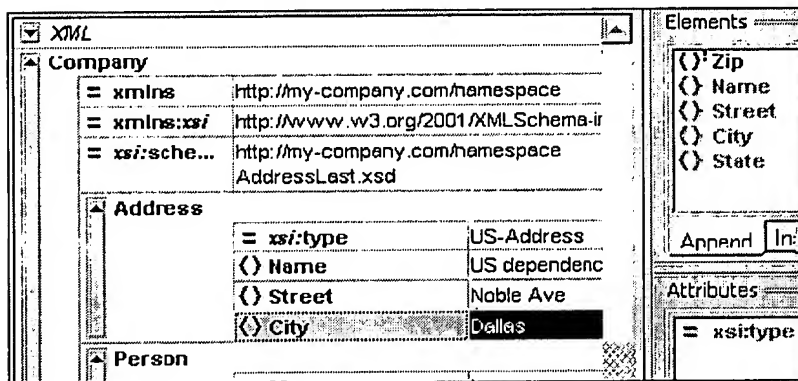 XML
Company
= xmlns http://my-company.com/namespace
= xmlns:xsi http://www.w3.org/2001/XMLSchema-in
= xsi:sche... http://my-company.com/namespace
AddressLast.xsd
Address
= xsi:type US-Address
() Name US dependenc
() Street Noble Ave
() City Dallas
Person
Elements
() Zip
() Name
() Street
() City
() State
Append Ins
Attributes
= xsi:type